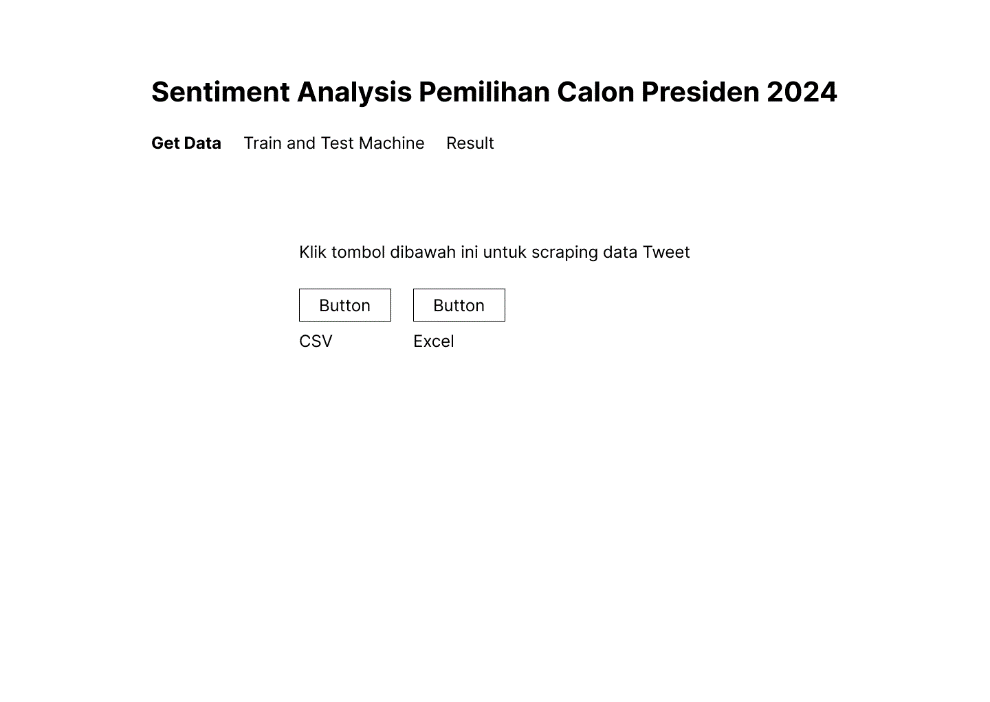 Sentiment Analysis Pemilihan Calon Presiden 2024
Get Data Train and Test Machine Result
Klik tombol dibawah ini untuk scraping data Tweet
Button Button
CSV Excel